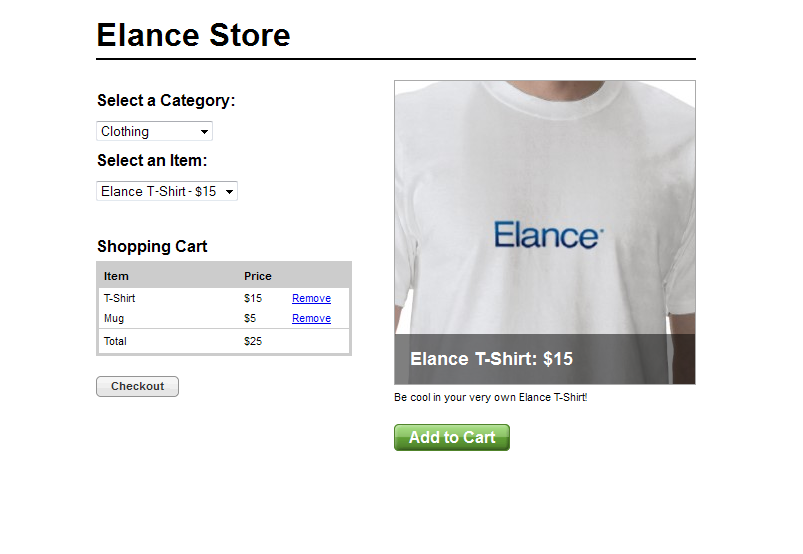 Elance Store
Select a Category:
Clothing
Select an Item:
Elance T-Shirt - $15
Shopping Cart
Item Price
T-Shirt $15 Remove
Mug $5 Remove
Total $25
Checkout
Elance
Elance T-Shirt: $15
Be cool in your very own Elance T-Shirt!
Add to Cart